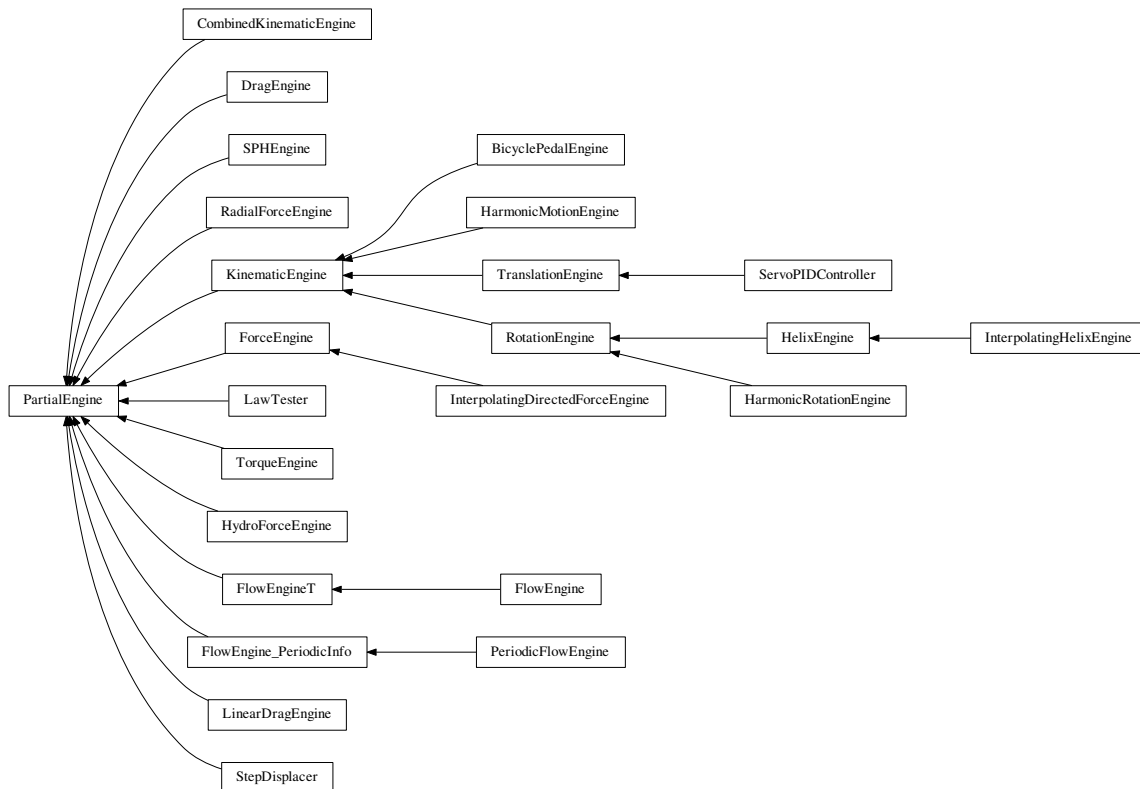 CombinedKinematicEngine
DragEngine
SPHEngine
BicyclePedalEngine
RadialForceEngine
HarmonicMotionEngine
KinematicEngine
TranslationEngine
ServoPIDController
ForceEngine
RotationEngine
HelixEngine
InterpolatingHelixEngine
PartialEngine
LawTester
InterpolatingDirectedForceEngine
HarmonicRotationEngine
TorqueEngine
HydroForceEngine
FlowEngineT
FlowEngine
FlowEngine_PeriodicInfo
PeriodicFlowEngine
LinearDragEngine
StepDisplacer